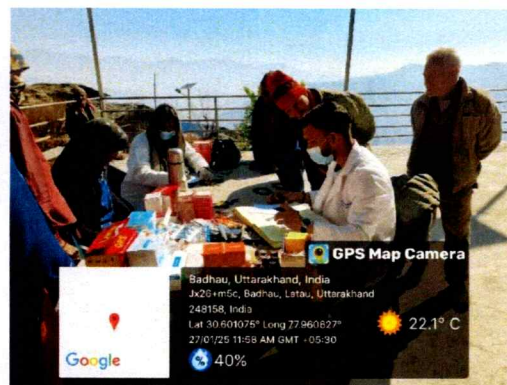 GPS Map Camera
Badhau, Uttarakhand, India
Jx26+m5c, Badhau, Latau, Uttarakhand
248158, India
Lat 30.601075° Long 77.960827°
27/01/25 11:58 AM GMT +05:30
22.1° C
40%
Google